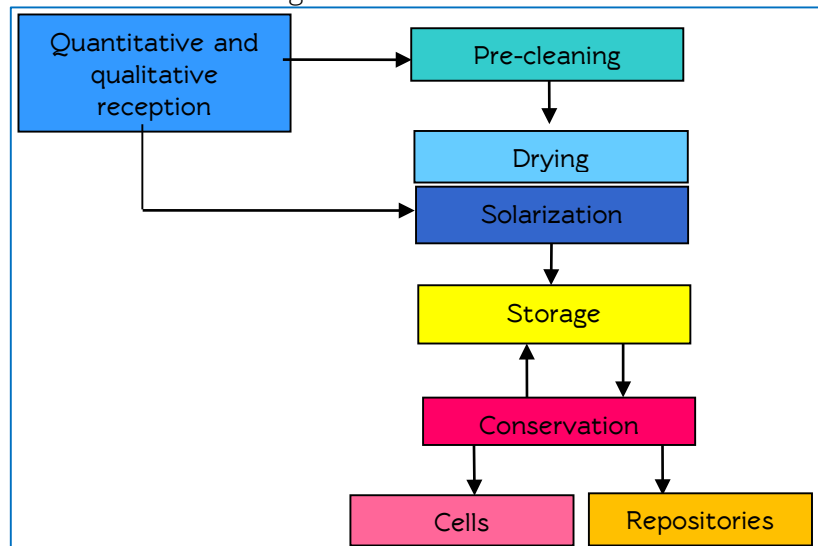 Quantitative and
qualitative
reception
Pre-cleaning
Drying
Solarization
Storage
Conservation
Cells
Repositories